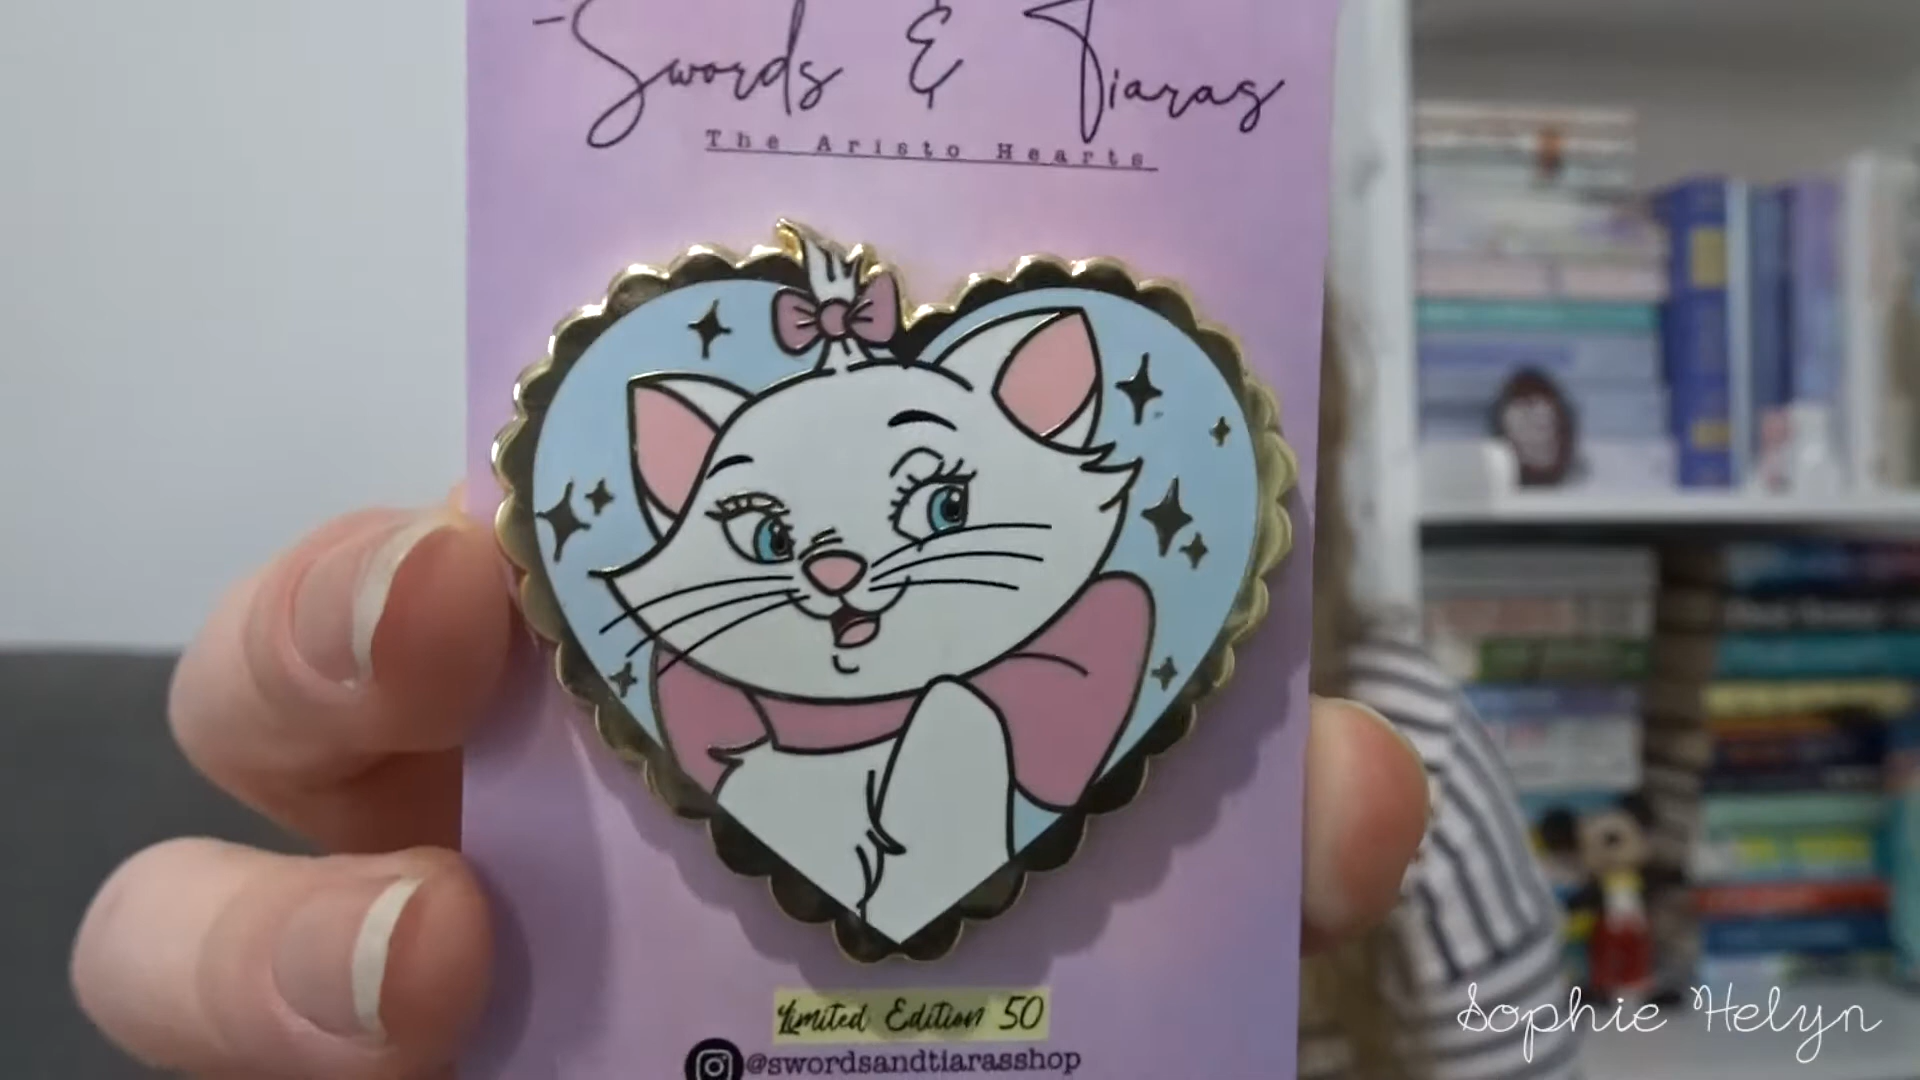 Swords & Tiaras
The Aristo Hearts
Limited Edition 50
@swordsandtiarasshop
Sophie Helyn